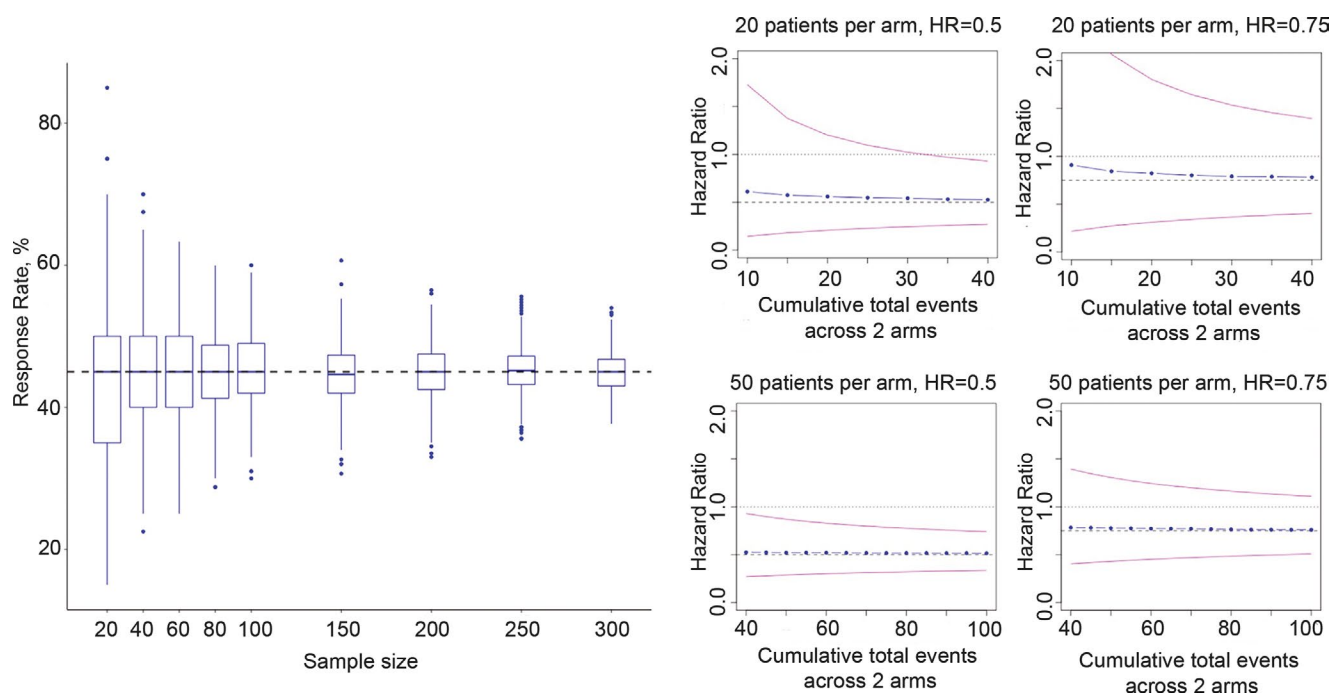 Response Rate, %
80
60
40
20
20 40 60 80 100 150 200 250 300
Sample size
20 patients per arm, HR=0.5
Hazard Ratio
2.0
1.0
0.0
10 20 30 40
Cumulative total events
across 2 arms
20 patients per arm, HR=0.75
Hazard Ratio
2.0
1.0
0.0
10 20 30 40
Cumulative total events
across 2 arms
50 patients per arm, HR=0.5
Hazard Ratio
2.0
1.0
0.0
40 60 80 100
Cumulative total events
across 2 arms
50 patients per arm, HR=0.75
Hazard Ratio
2.0
1.0
0.0
40 60 80 100
Cumulative total events
across 2 arms